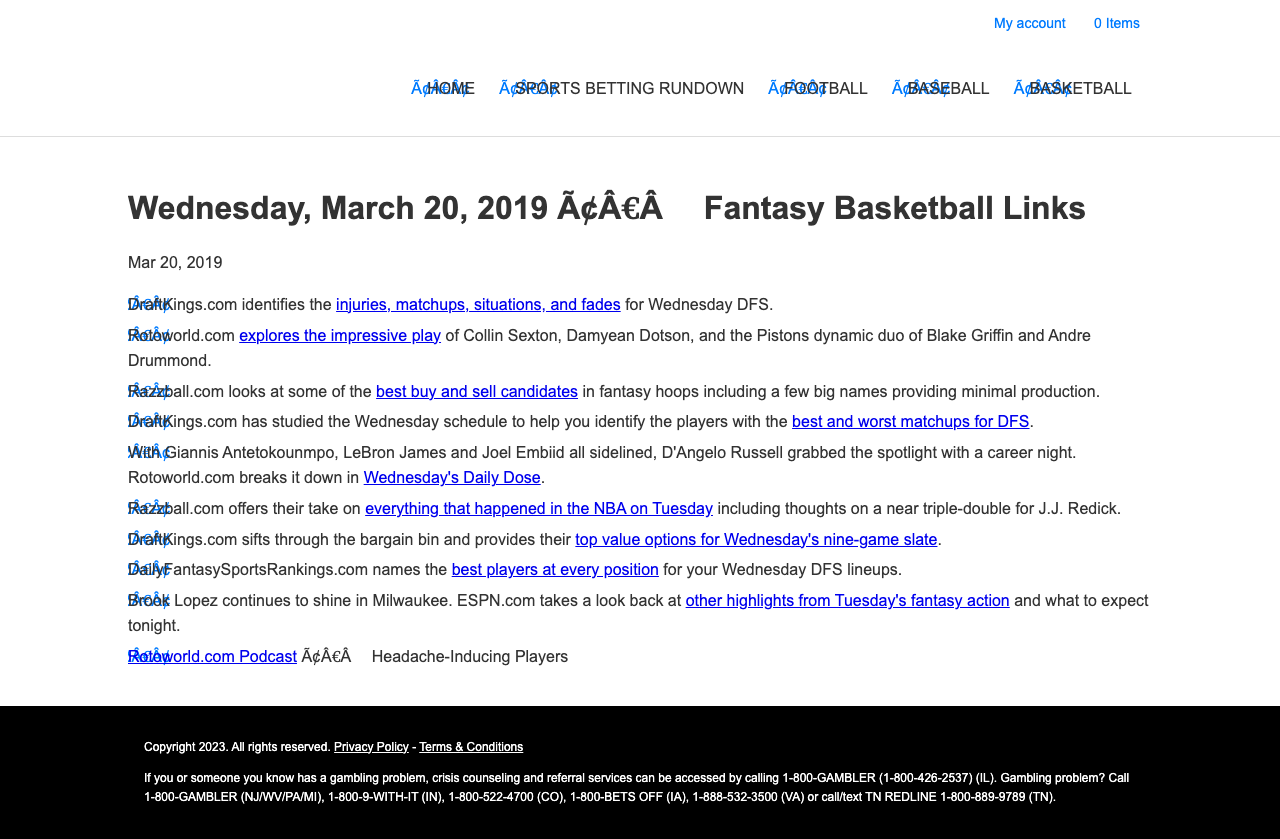 My account 0 Items
HOME SPORTS BETTING RUNDOWN FOOTBALL BASEBALL BASKETBALL
Wednesday, March 20, 2019 Ã¢Â€Â Fantasy Basketball Links
Mar 20, 2019
DraftKings.com identifies the injuries, matchups, situations, and fades for Wednesday DFS.
Rotoworld.com explores the impressive play of Collin Sexton, Damyean Dotson, and the Pistons dynamic duo of Blake Griffin and Andre
Drummond.
Razzball.com looks at some of the best buy and sell candidates in fantasy hoops including a few big names providing minimal production.
DraftKings.com has studied the Wednesday schedule to help you identify the players with the best and worst matchups for DFS.
With Giannis Antetokounmpo, LeBron James and Joel Embiid all sidelined, D'Angelo Russell grabbed the spotlight with a career night.
Rotoworld.com breaks it down in Wednesday's Daily Dose.
Razzball.com offers their take on everything that happened in the NBA on Tuesday including thoughts on a near triple-double for J.J. Redick.
DraftKings.com sifts through the bargain bin and provides their top value options for Wednesday's nine-game slate.
DailyFantasySportsRankings.com names the best players at every position for your Wednesday DFS lineups.
Brook Lopez continues to shine in Milwaukee. ESPN.com takes a look back at other highlights from Tuesday's fantasy action and what to expect
tonight.
Rotoworld.com Podcast Ã¢Â€Â Headache-Inducing Players
Copyright 2023. All rights reserved. Privacy Policy - Terms & Conditions
If you or someone you know has a gambling problem, crisis counseling and referral services can be accessed by calling 1-800-GAMBLER (1-800-426-2537) (IL). Gambling problem? Call
1-800-GAMBLER (NJ/WV/PA/MI), 1-800-9-WITH-IT (IN), 1-800-522-4700 (CO), 1-800-BETS OFF (IA), 1-888-532-3500 (VA) or call/text TN REDLINE 1-800-889-9789 (TN).